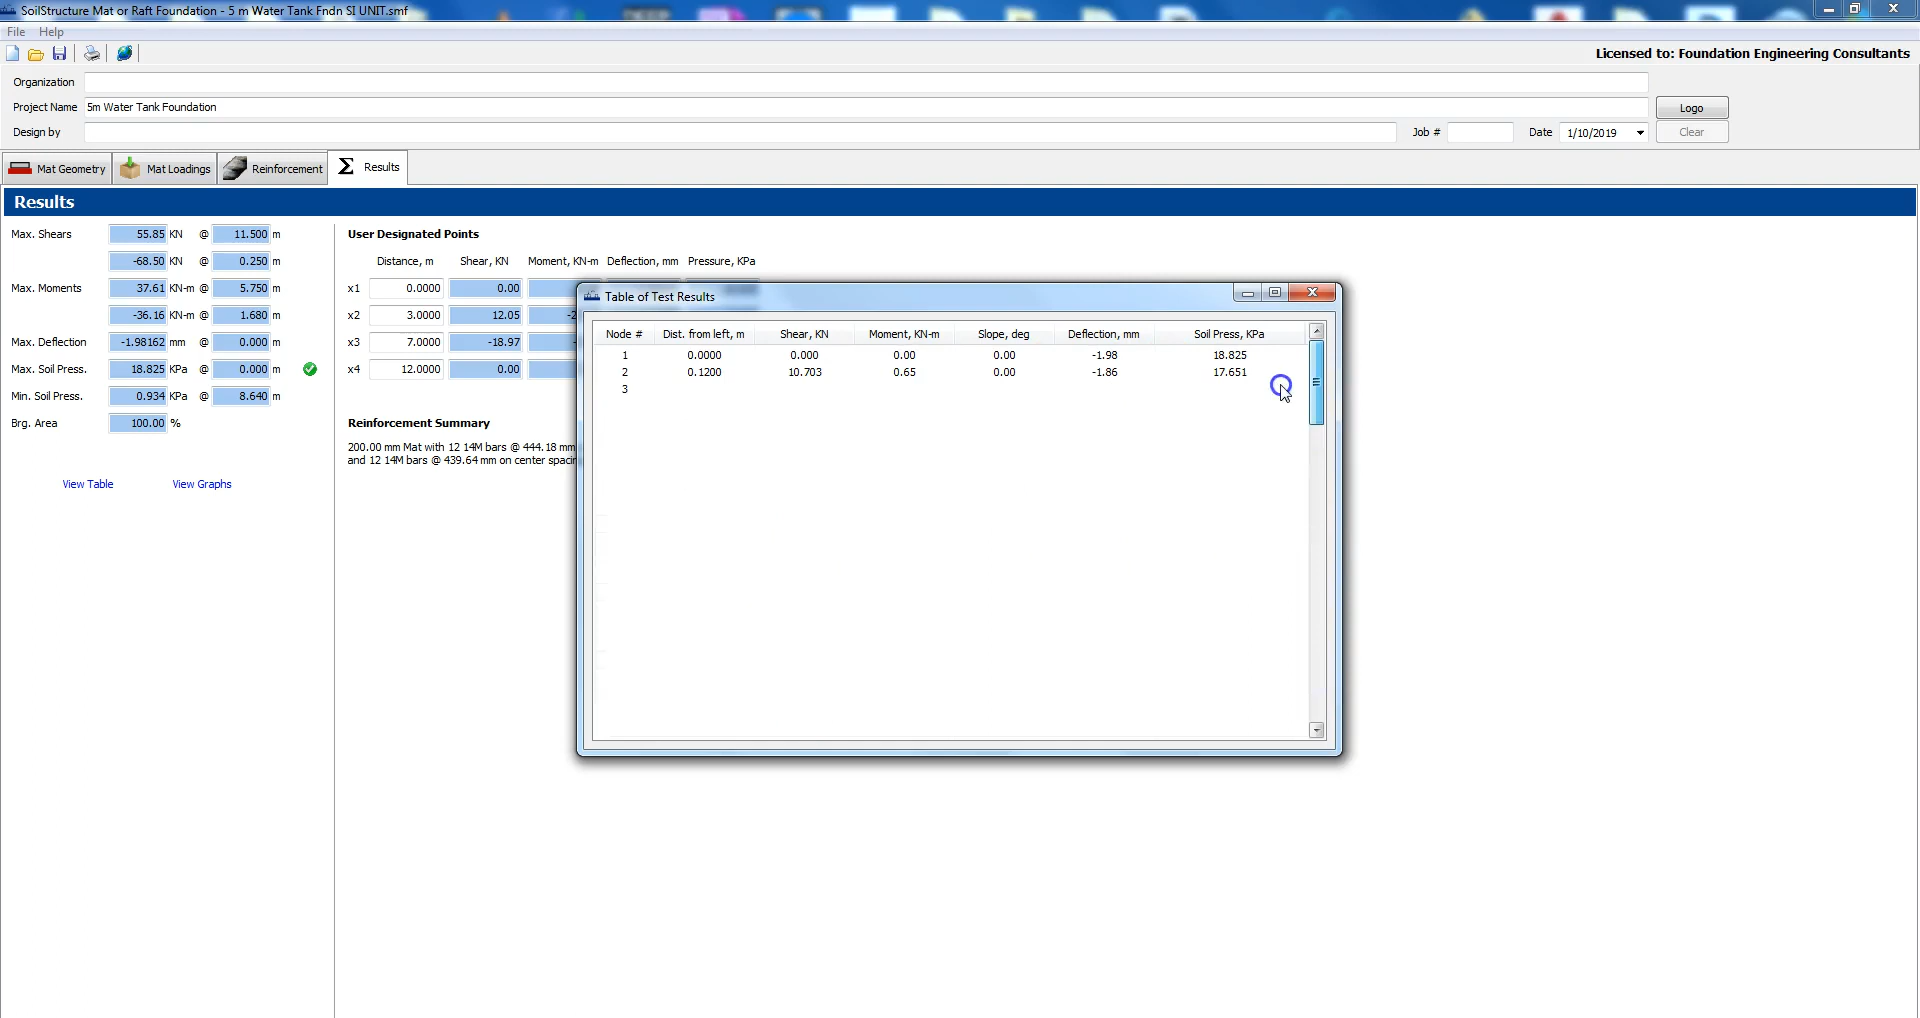 SoilStructure Mat or Raft Foundation - 5 m Water Tank Fndn SI UNIT.smf
File Help
Licensed to: Foundation Engineering Consultants
Organization
Project Name 5m Water Tank Foundation Logo
Design by Job # Date 1/10/2019 Clear
Mat Geometry Mat Loadings Reinforcement Σ Results
Results
Max. Shears 55.85 KN @ 11.500 m
-68.50 KN @ 0.250 m
Max. Moments 37.61 KN-m @ 5.750 m
-36.16 KN-m @ 1.680 m
Max. Deflection -1.98162 mm @ 0.000 m
Max. Soil Press. 18.825 KPa @ 0.000 m
Min. Soil Press. 0.934 KPa @ 8.640 m
Brg. Area 100.00 %
View Table View Graphs
User Designated Points
Distance, m Shear, KN Moment, KN-m Deflection, mm Pressure, KPa
x1 0.0000 0.00
x2 3.0000 12.05 -2
x3 7.0000 -18.97 -
x4 12.0000 0.00
Reinforcement Summary
200.00 mm Mat with 12 14M bars @ 444.18 mm
and 12 14M bars @ 439.64 mm on center
Table of Test Results
Node # Dist. from left, m Shear, KN Moment, KN-m Slope, deg Deflection, mm Soil Press, KPa
1 0.0000 0.000 0.00 0.00 -1.98 18.825
2 0.1200 10.703 0.65 0.00 -1.86 17.651
3